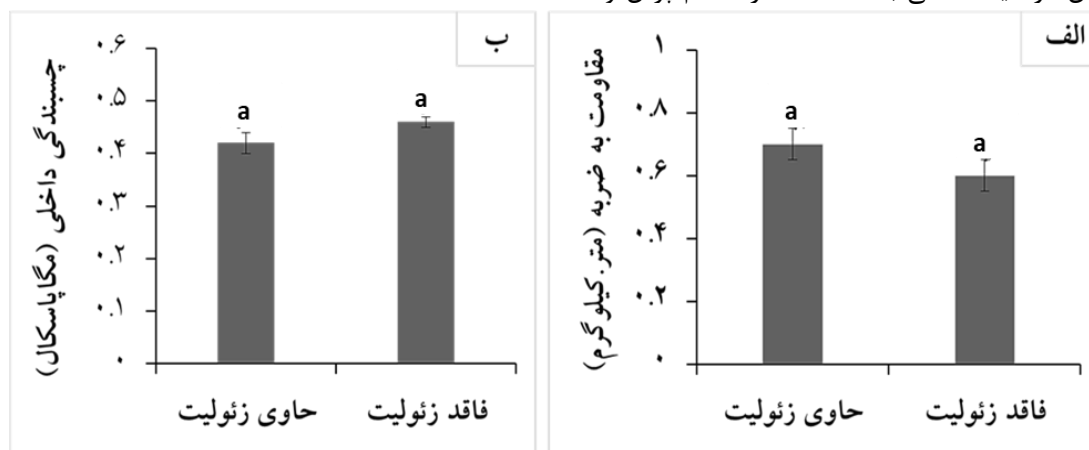 الف
مقاومت به ضربه (متر.کیلوگرم)
۱
۰.۸
۰.۶
۰.۴
۰.۲
۰
a
a
حاوی زئولیت
فاقد زئولیت
ب
چسبندگی داخلی (مگاپاسکال)
۰.۶
۰.۵
۰.۴
۰.۳
۰.۲
۰.۱
۰
a
a
حاوی زئولیت
فاقد زئولیت